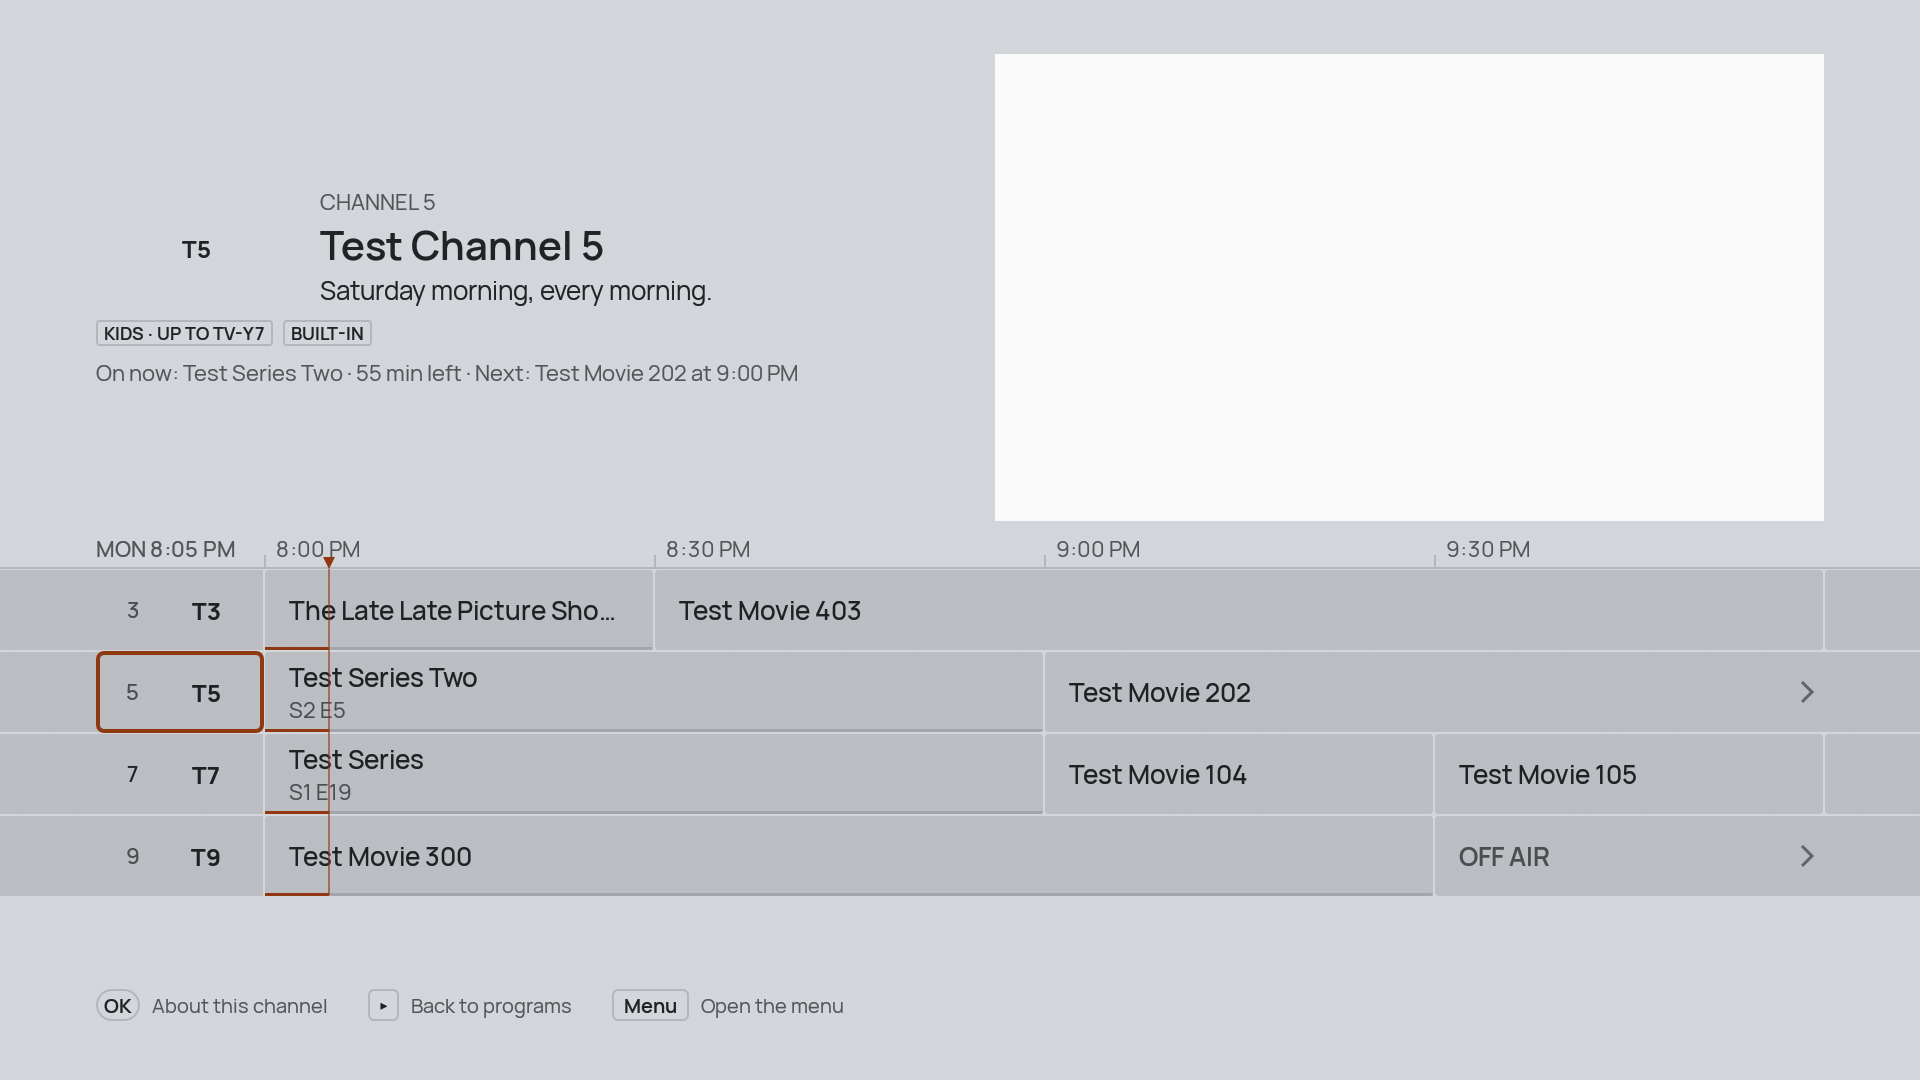 CHANNEL 5
T5
Test Channel 5
Saturday morning, every morning.
KIDS · UP TO TV-Y7 BUILT-IN
On now: Test Series Two · 55 min left · Next: Test Movie 202 at 9:00 PM
MON 8:05 PM 8:00 PM 8:30 PM 9:00 PM 9:30 PM
3 T3 The Late Late Picture Sho... Test Movie 403
5 T5 Test Series Two Test Movie 202
S2 E5
7 T7 Test Series Test Movie 104 Test Movie 105
S1 E19
9 T9 Test Movie 300 OFF AIR
OK About this channel Back to programs Menu Open the menu